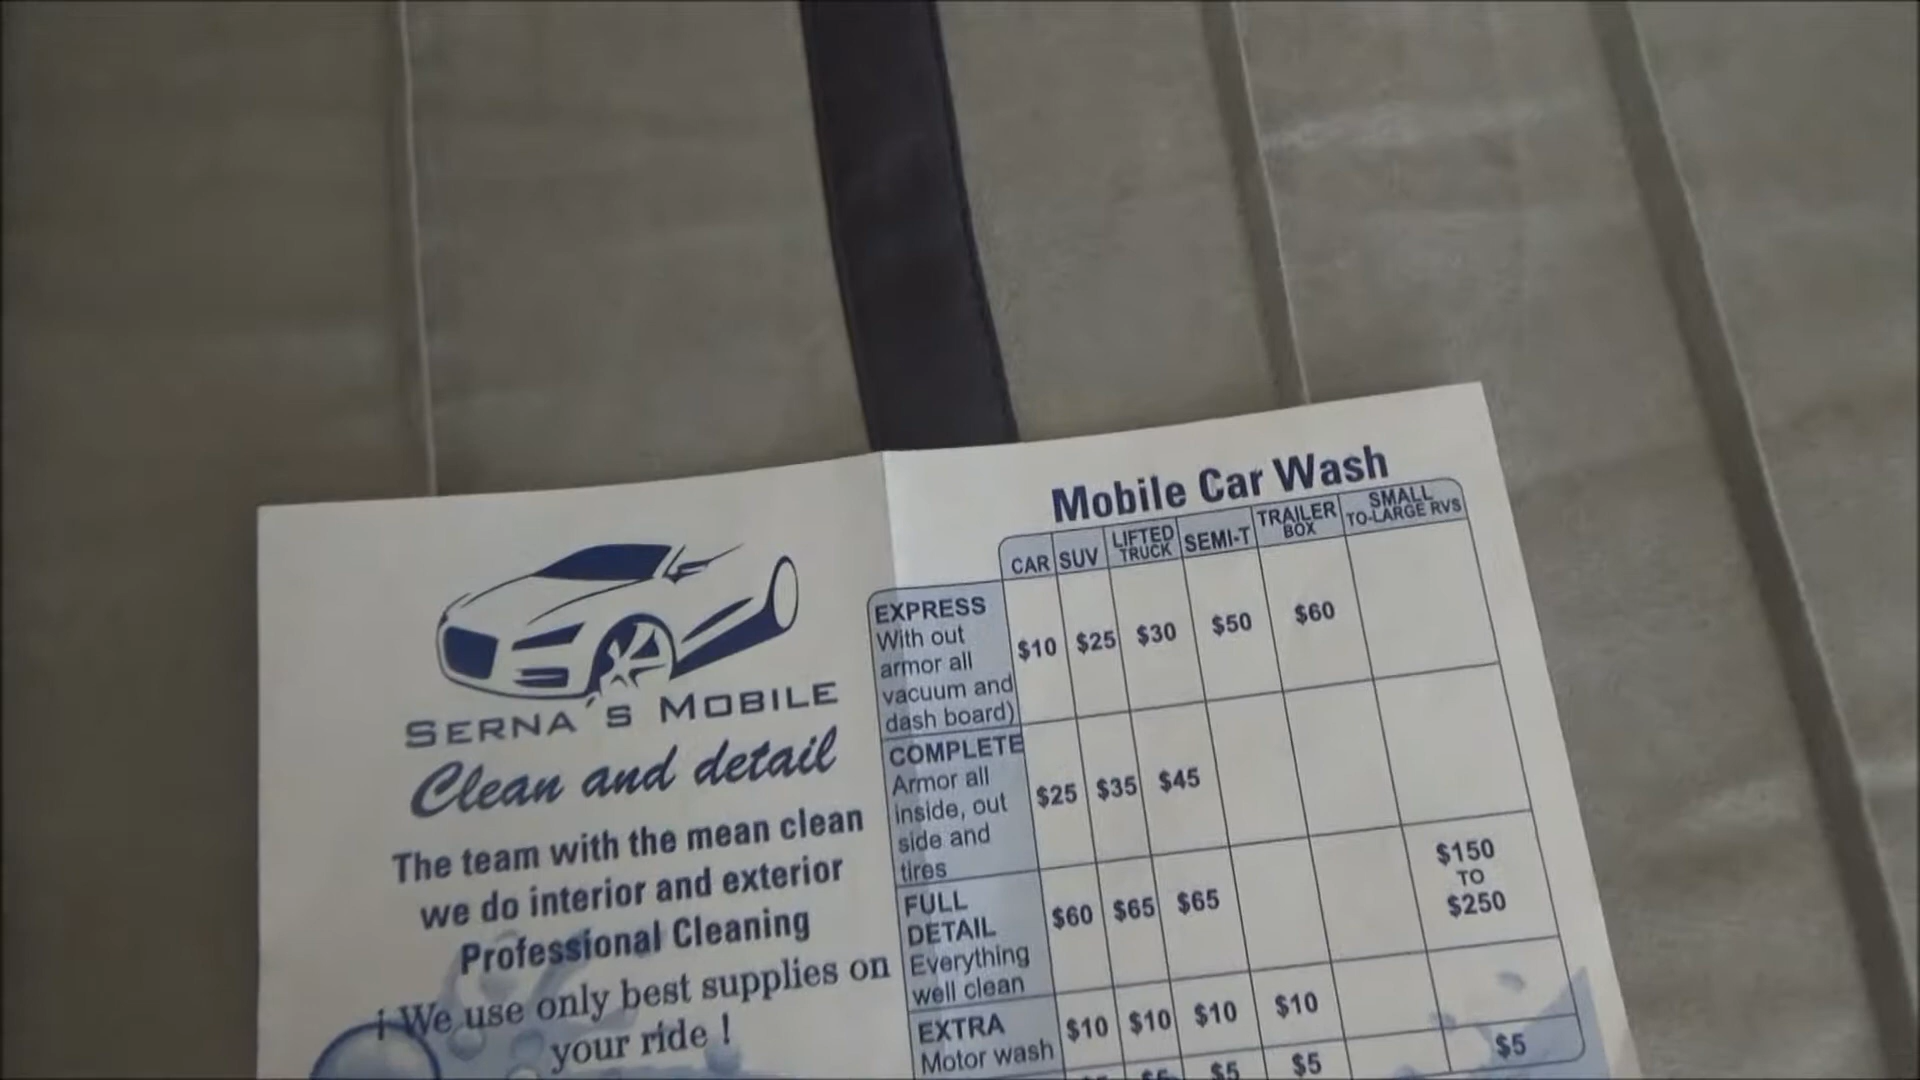 SERNA'S MOBILE
Clean and detail
The team with the mean clean
we do interior and exterior
Professional Cleaning
¡ We use only best supplies on
your ride !
Mobile Car Wash
CAR SUV LIFTED TRUCK SEMI-T TRAILER BOX SMALL TO-LARGE RVS
EXPRESS
With out
armor all
vacuum and
dash board)
$10 $25 $30 $50 $60
COMPLETE
Armor all
inside, out
side and
tires
$25 $35 $45
FULL
DETAIL
Everything
well clean
$60 $65 $65 $150 TO $250
EXTRA
Motor wash
$10 $10 $10 $10
$5 $5 $5 $5